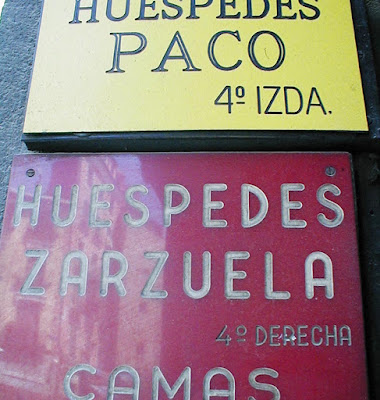 HUESPEDES
PACO
4º IZDA.
HUESPEDES
ZARZUELA
4º DERECHA
CAMAS